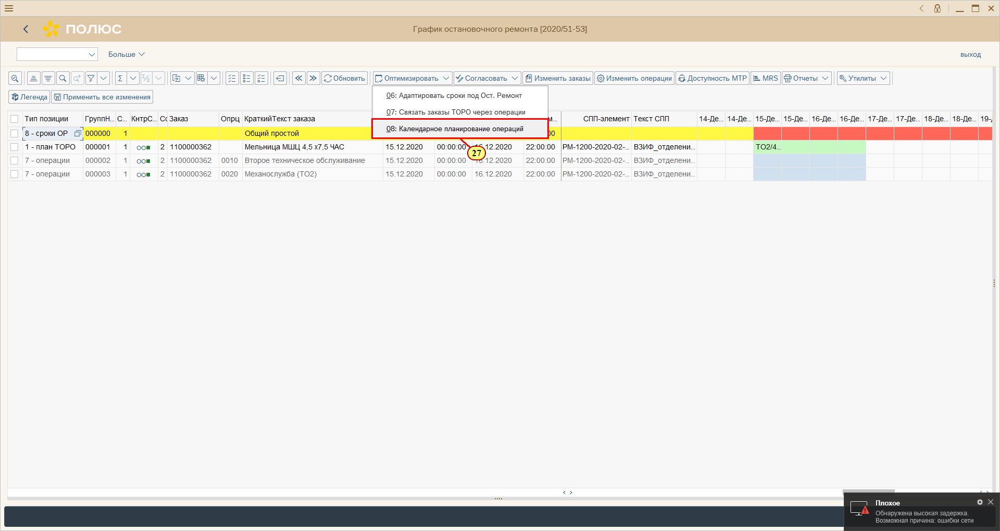 ПОЛЮС
График остановочного ремонта [2020/51-53]
Больше
выход
Σ Обновить Оптимизировать Согласовать Изменить заказы Изменить операции Доступность МТР MRS Отчеты Утилиты
Легенда Применить все изменения
06: Адаптировать сроки под Ост. Ремонт
07: Связать заказы ТОРО через операции
08: Календарное планирование операций
27
Тип позиции ГруппН... С... КнтрС... Сс Заказ Опрц КраткийТекст заказа м... СПП-элемент Текст СПП 14-Де... 14-Де... 15-Де... 15-Де... 16-Де... 16-Де... 17-Де... 17-Де... 18-Де... 18-Де...
8 - сроки ОР 000000 1 Общий простой 00
1 - план ТОРО 000001 1 2 1100000362 Мельница МШЦ 4,5 х7,5 ЧАС 15.12.2020 00:00:00 16.12.2020 22:00:00 РМ-1200-2020-02-... ВЗИФ_отделени... ТО2/4...
7 - операции 000002 1 2 1100000362 0010 Второе техническое обслуживание 15.12.2020 00:00:00 16.12.2020 22:00:00 РМ-1200-2020-02-... ВЗИФ_отделени...
7 - операции 000003 1 2 1100000362 0020 Механослужба (ТО2) 15.12.2020 00:00:00 16.12.2020 22:00:00 РМ-1200-2020-02-... ВЗИФ_отделени...
Плохое
Обнаружена высокая задержка.
Возможная причина: ошибки сети